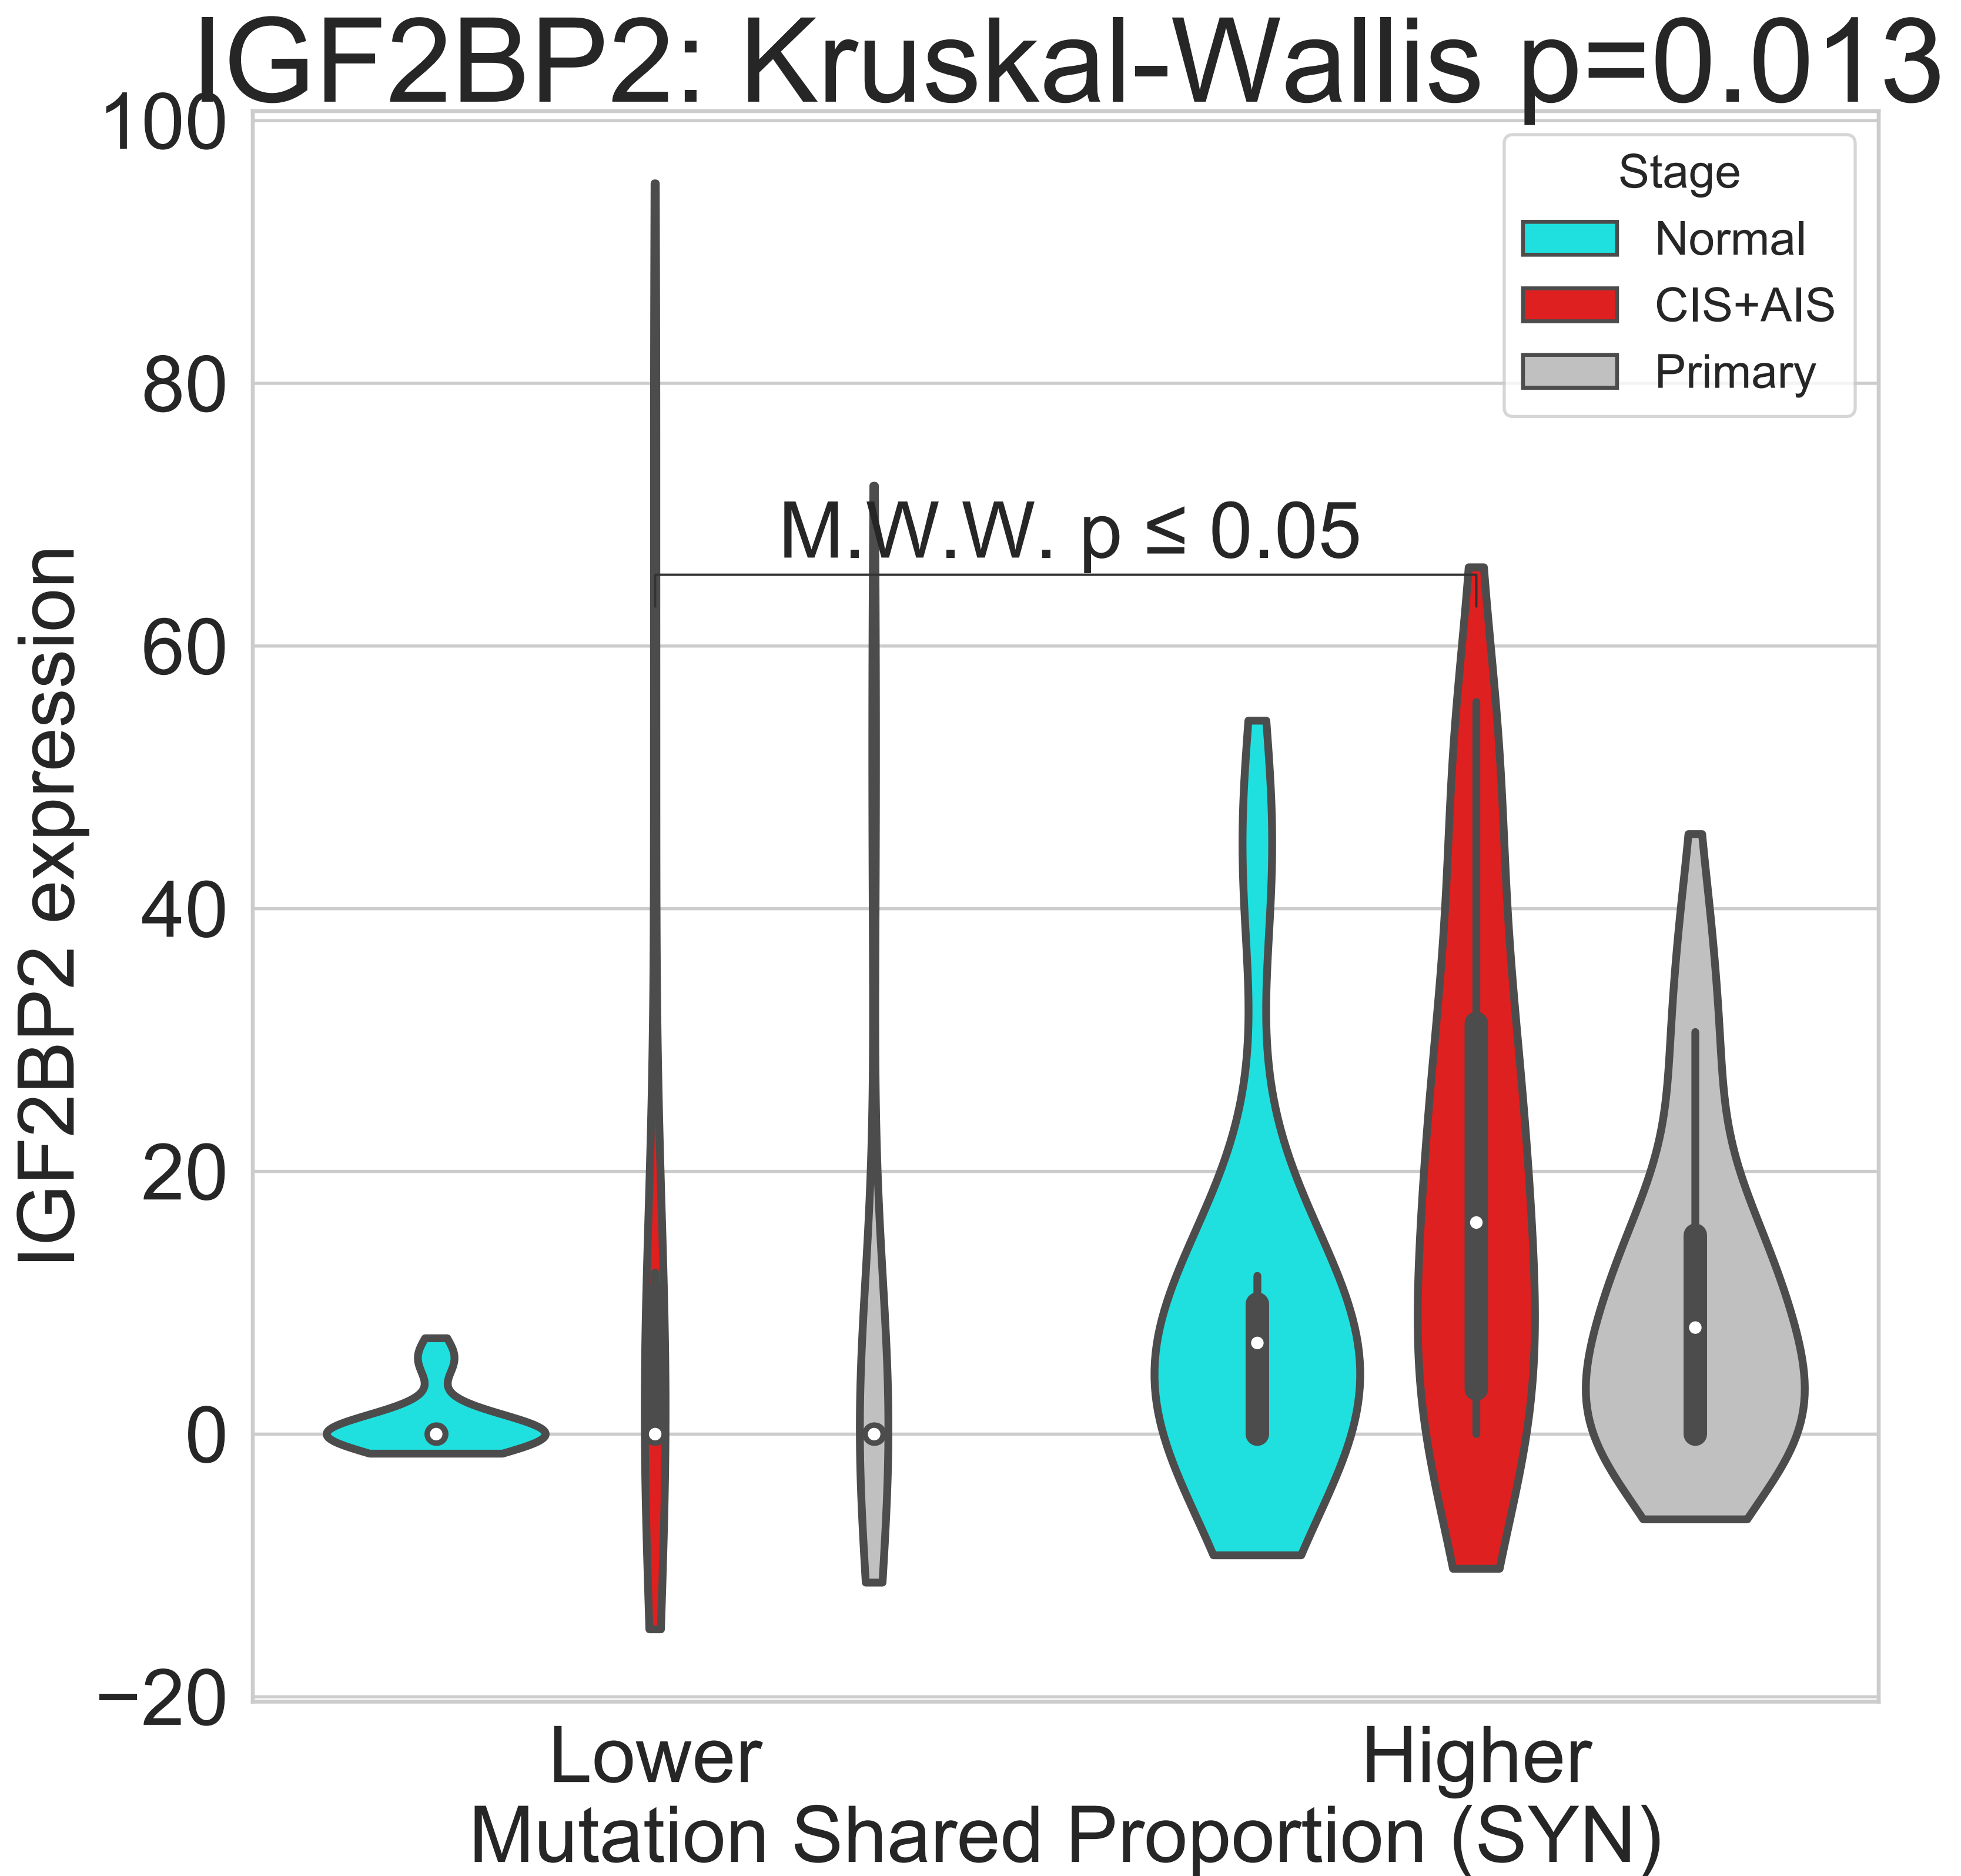 IGF2BP2: Kruskal-Wallis p=0.013
100
80
60
40
20
0
−20
IGF2BP2 expression
Stage
Normal
CIS+AIS
Primary
M.W.W. p ≤ 0.05
Lower
Higher
Mutation Shared Proportion (SYN)